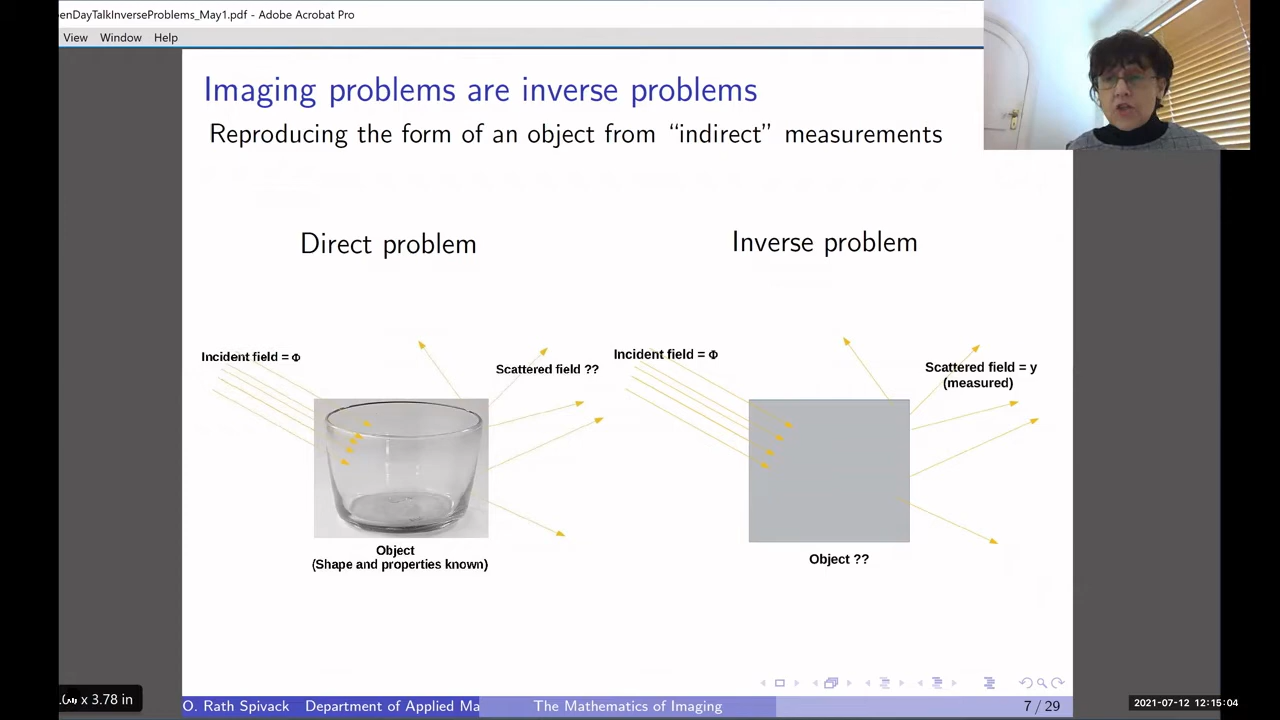 enDayTalkInverseProblems_May1.pdf - Adobe Acrobat Pro
View Window Help
Imaging problems are inverse problems
Reproducing the form of an object from “indirect” measurements
Direct problem
Inverse problem
Incident field = Φ
Scattered field ??
Object
(Shape and properties known)
Incident field = Φ
Scattered field = y
(measured)
Object ??
x 3.78 in
O. Rath Spivack Department of Applied Ma
The Mathematics of Imaging
7 / 29
2021-07-12 12:15:04